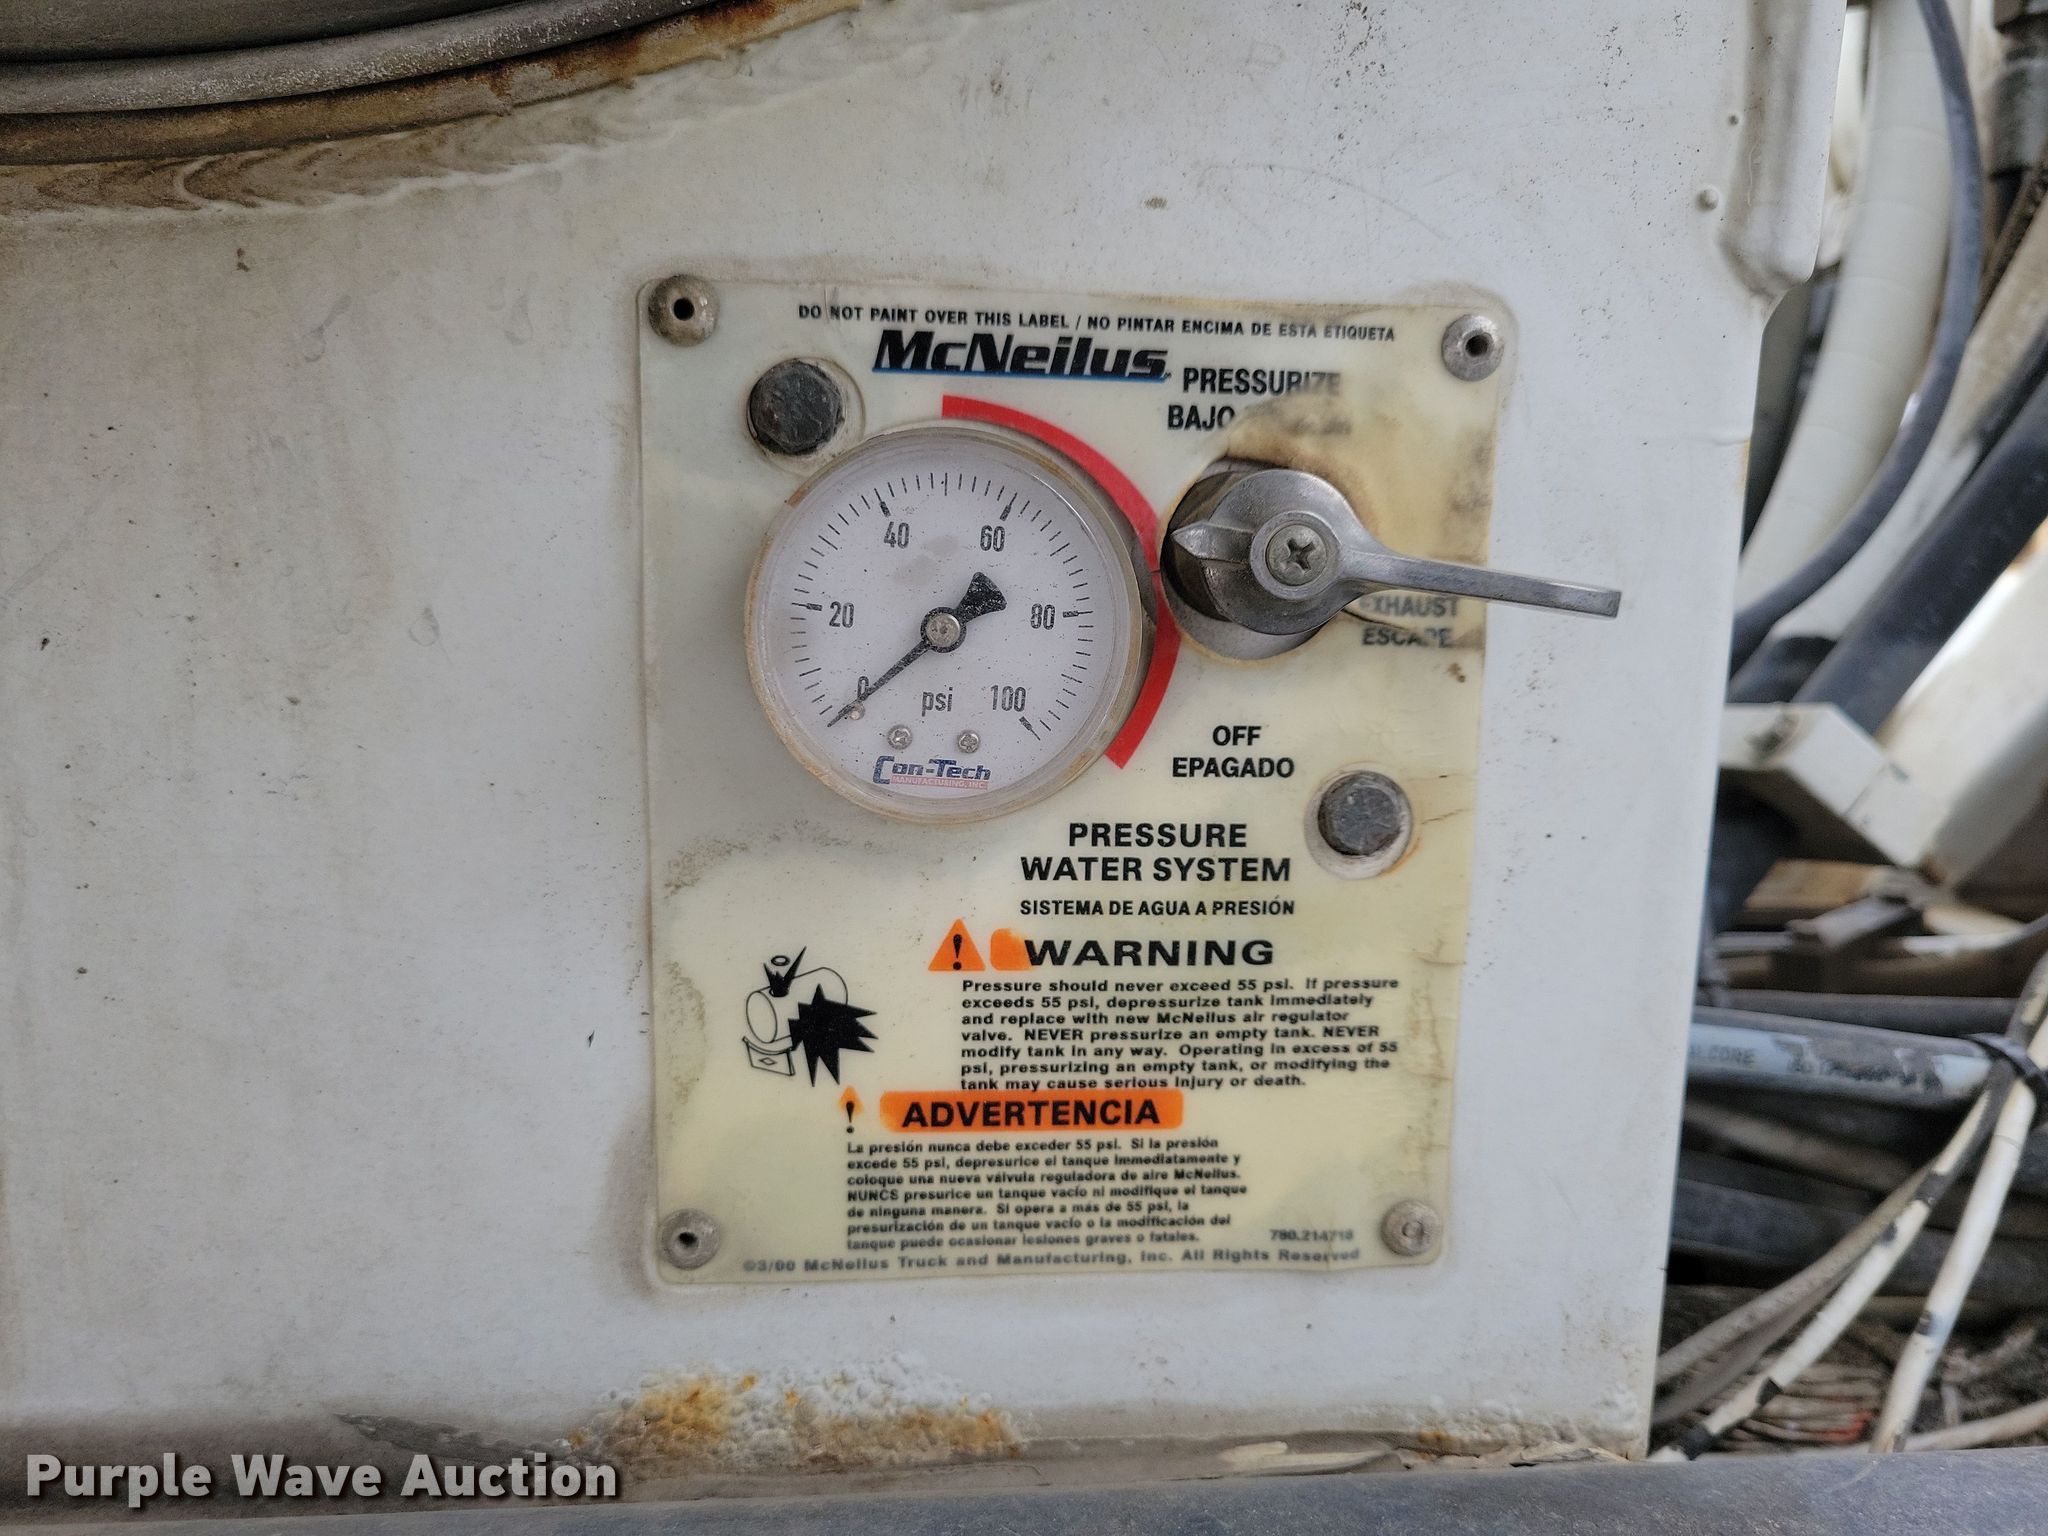 DO NOT PAINT OVER THIS LABEL / NO PINTAR ENCIMA DE ESTA ETIQUETA
McNeilus
PRESSURIZE
BAJO
40 60
20 80
0 psi 100
Con-Tech
MANUFACTURING, INC.
EXHAUST
ESCAPE
OFF
EPAGADO
PRESSURE
WATER SYSTEM
SISTEMA DE AGUA A PRESIÓN
! WARNING
Pressure should never exceed 55 psi. If pressure
exceeds 55 psi, depressurize tank immediately
and replace with new McNeilus air regulator
valve. NEVER pressurize an empty tank. NEVER
modify tank in any way. Operating in excess of 55
psi, pressurizing an empty tank, or modifying the
tank may cause serious injury or death.
! ADVERTENCIA
La presión nunca debe exceder 55 psi. Si la presión
excede 55 psi, depresurice el tanque immediatamente y
coloque una nueva válvula reguladora de aire McNeilus.
NUNCS presurice un tanque vacío ni modifique el tanque
de ninguna manera. Si opera a más de 55 psi, la
presurización de un tanque vacío o la modificación del
tanque puede ocasionar lesiones graves o fatales.
780.214718
©3/00 McNeilus Truck and Manufacturing, Inc. All Rights Reserved
Purple Wave Auction